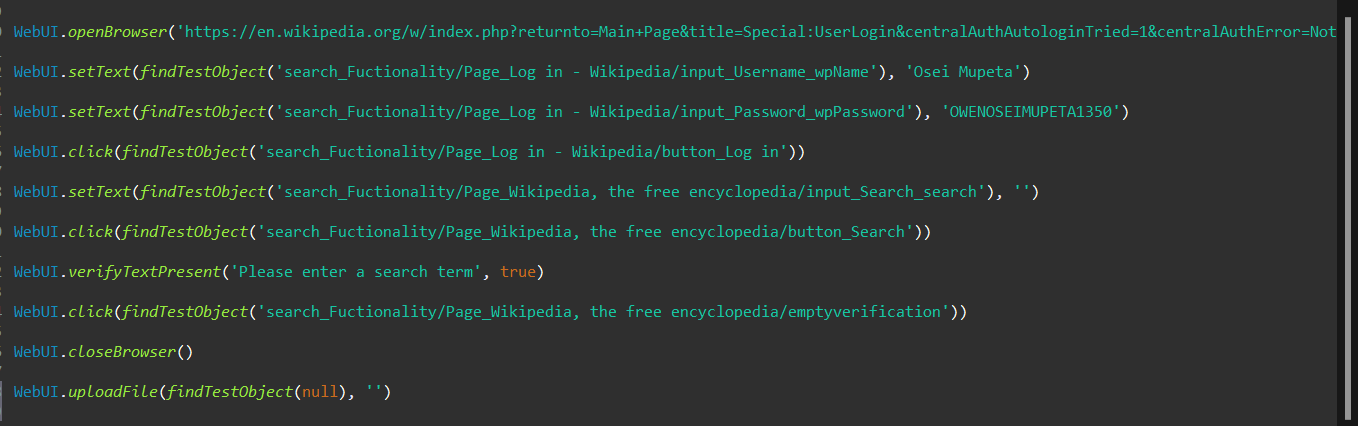 WebUI.openBrowser('https://en.wikipedia.org/w/index.php?returnto=Main+Page&title=Special:UserLogin&centralAuthAutologinTried=1&centralAuthError=Not
WebUI.setText(findTestObject('search_Fuctionality/Page_Log in - Wikipedia/input_Username_wpName'), 'Osei Mupeta')
WebUI.setText(findTestObject('search_Fuctionality/Page_Log in - Wikipedia/input_Password_wpPassword'), 'OWENOSEIMUPETA1350')
WebUI.click(findTestObject('search_Fuctionality/Page_Log in - Wikipedia/button_Log in'))
WebUI.setText(findTestObject('search_Fuctionality/Page_Wikipedia, the free encyclopedia/input_Search_search'), '')
WebUI.click(findTestObject('search_Fuctionality/Page_Wikipedia, the free encyclopedia/button_Search'))
WebUI.verifyTextPresent('Please enter a search term', true)
WebUI.click(findTestObject('search_Fuctionality/Page_Wikipedia, the free encyclopedia/emptyverification'))
WebUI.closeBrowser()
WebUI.uploadFile(findTestObject(null), '')